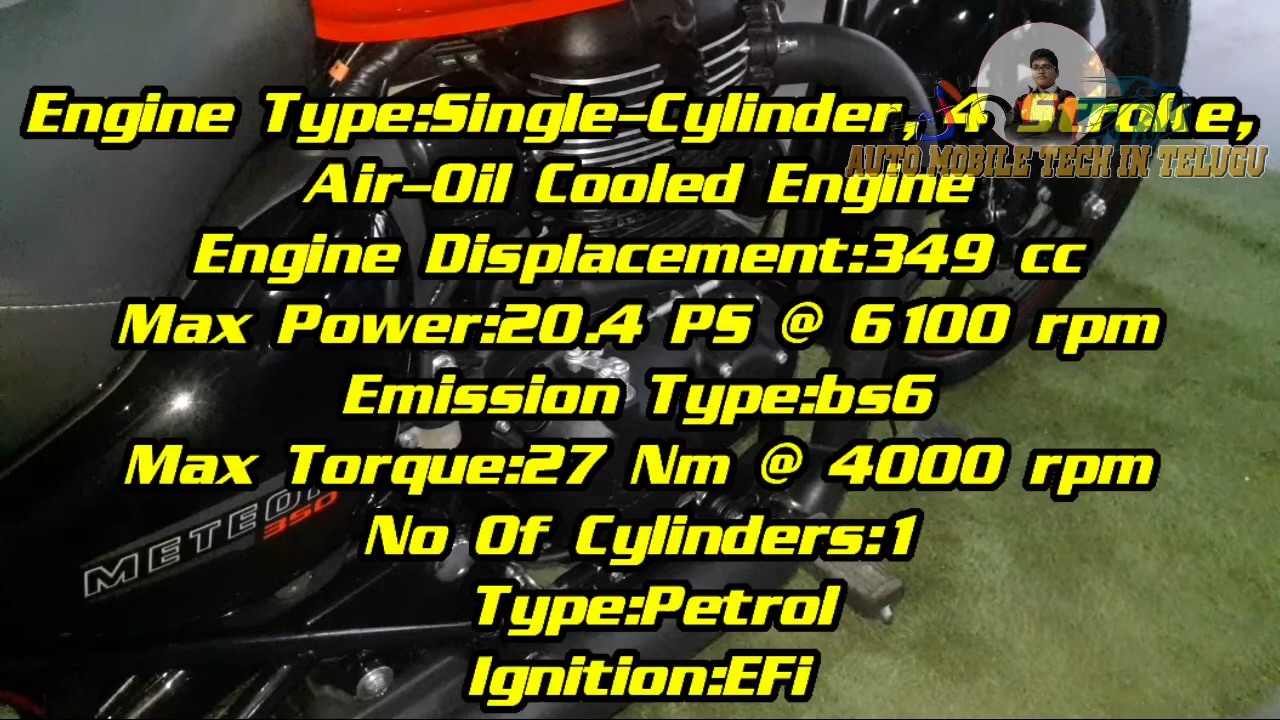 Engine Type:Single-Cylinder, 4 Stroke,
Air-Oil Cooled Engine
Engine Displacement:349 cc
Max Power:20.4 PS @ 6100 rpm
Emission Type:bs6
Max Torque:27 Nm @ 4000 rpm
No Of Cylinders:1
Type:Petrol
Ignition:EFi
AUTO MOBILE TECH IN TELUGU
METEOR
350